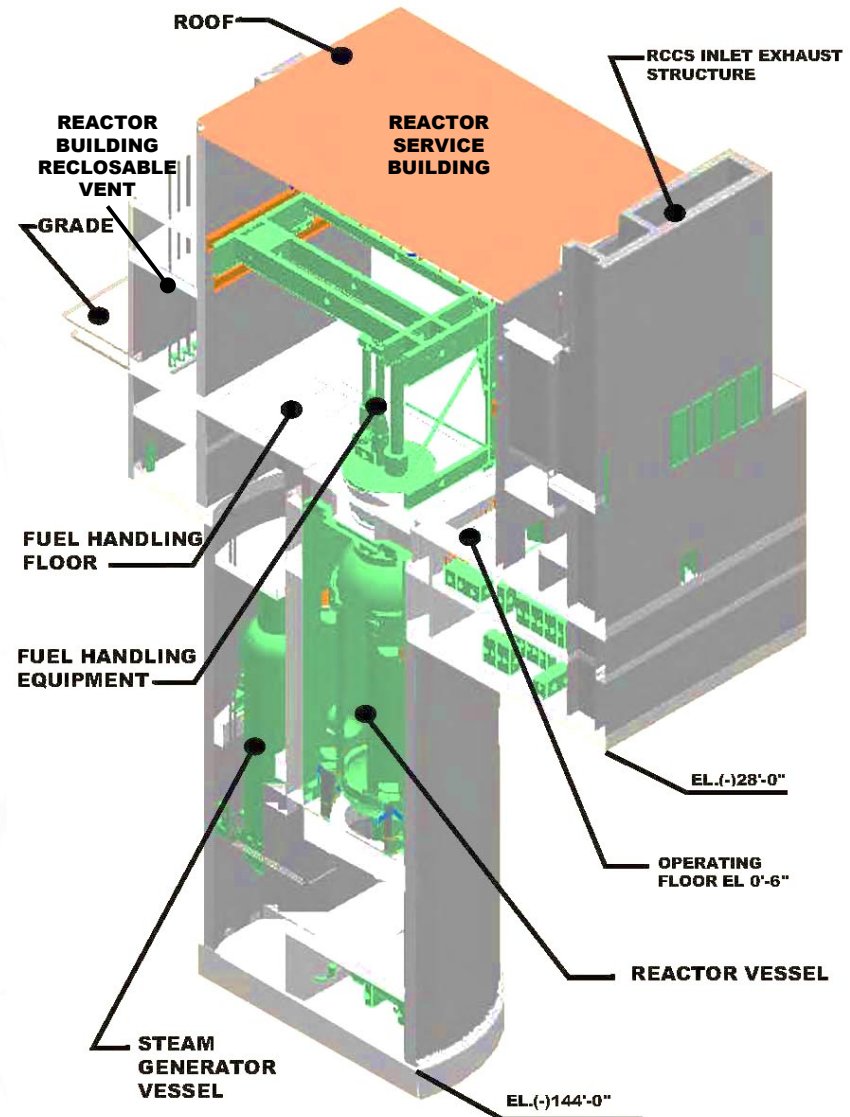 ROOF
RCCS INLET EXHAUST
STRUCTURE
REACTOR
BUILDING
RECLOSABLE
VENT
REACTOR
SERVICE
BUILDING
GRADE
FUEL HANDLING
FLOOR
FUEL HANDLING
EQUIPMENT
EL.(-)28'-0"
OPERATING
FLOOR EL 0'-6"
REACTOR VESSEL
STEAM
GENERATOR
VESSEL
EL.(-)144'-0"